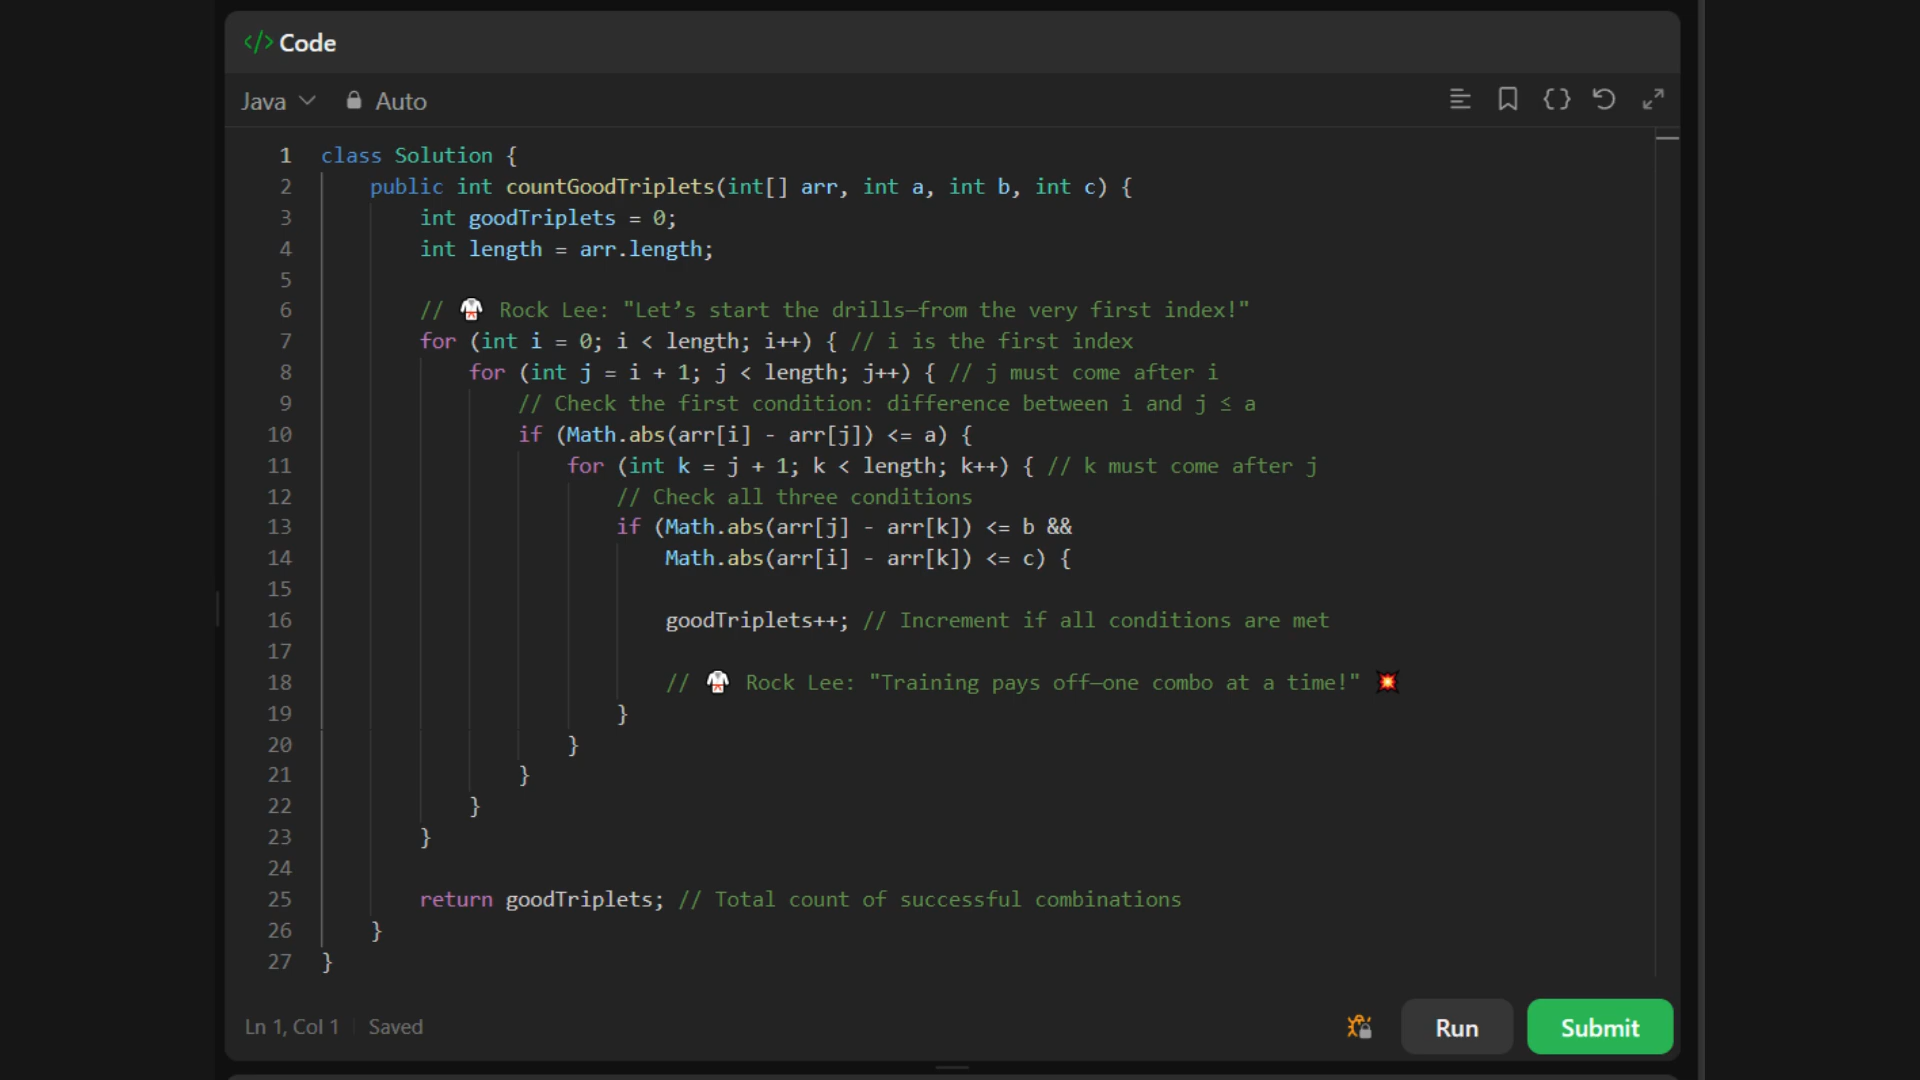 </> Code
Java Auto
1 class Solution {
2 public int countGoodTriplets(int[] arr, int a, int b, int c) {
3 int goodTriplets = 0;
4 int length = arr.length;
5
6 // 🥋 Rock Lee: "Let’s start the drills—from the very first index!"
7 for (int i = 0; i < length; i++) { // i is the first index
8 for (int j = i + 1; j < length; j++) { // j must come after i
9 // Check the first condition: difference between i and j ≤ a
10 if (Math.abs(arr[i] - arr[j]) <= a) {
11 for (int k = j + 1; k < length; k++) { // k must come after j
12 // Check all three conditions
13 if (Math.abs(arr[j] - arr[k]) <= b &&
14 Math.abs(arr[i] - arr[k]) <= c) {
15
16 goodTriplets++; // Increment if all conditions are met
17
18 // 🥋 Rock Lee: "Training pays off—one combo at a time!" 💥
19 }
20 }
21 }
22 }
23 }
24
25 return goodTriplets; // Total count of successful combinations
26 }
27 }
Ln 1, Col 1 Saved
Run Submit